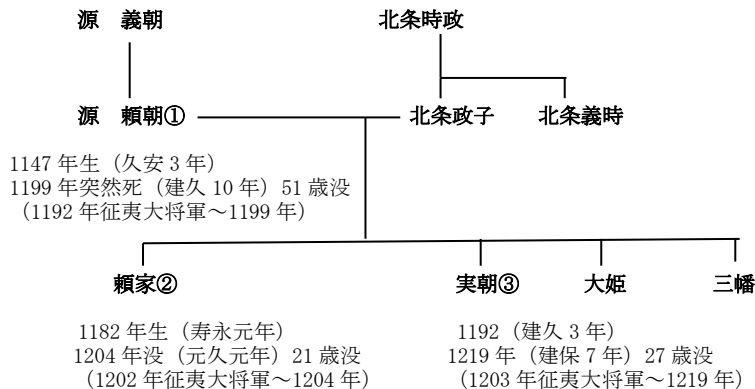 源　義朝　北条時政
源　頼朝①　北条政子　北条義時
1147 年生（久安 3 年）
1199 年突然死（建久 10 年）51 歳没
（1192 年征夷大将軍～1199 年）
頼家②　実朝③　大姫　三幡
1182 年生（寿永元年）
1204 年没（元久元年）21 歳没
（1202 年征夷大将軍～1204 年）
1192（建久 3 年）
1219 年（建保 7 年）27 歳没
（1203 年征夷大将軍～1219 年）